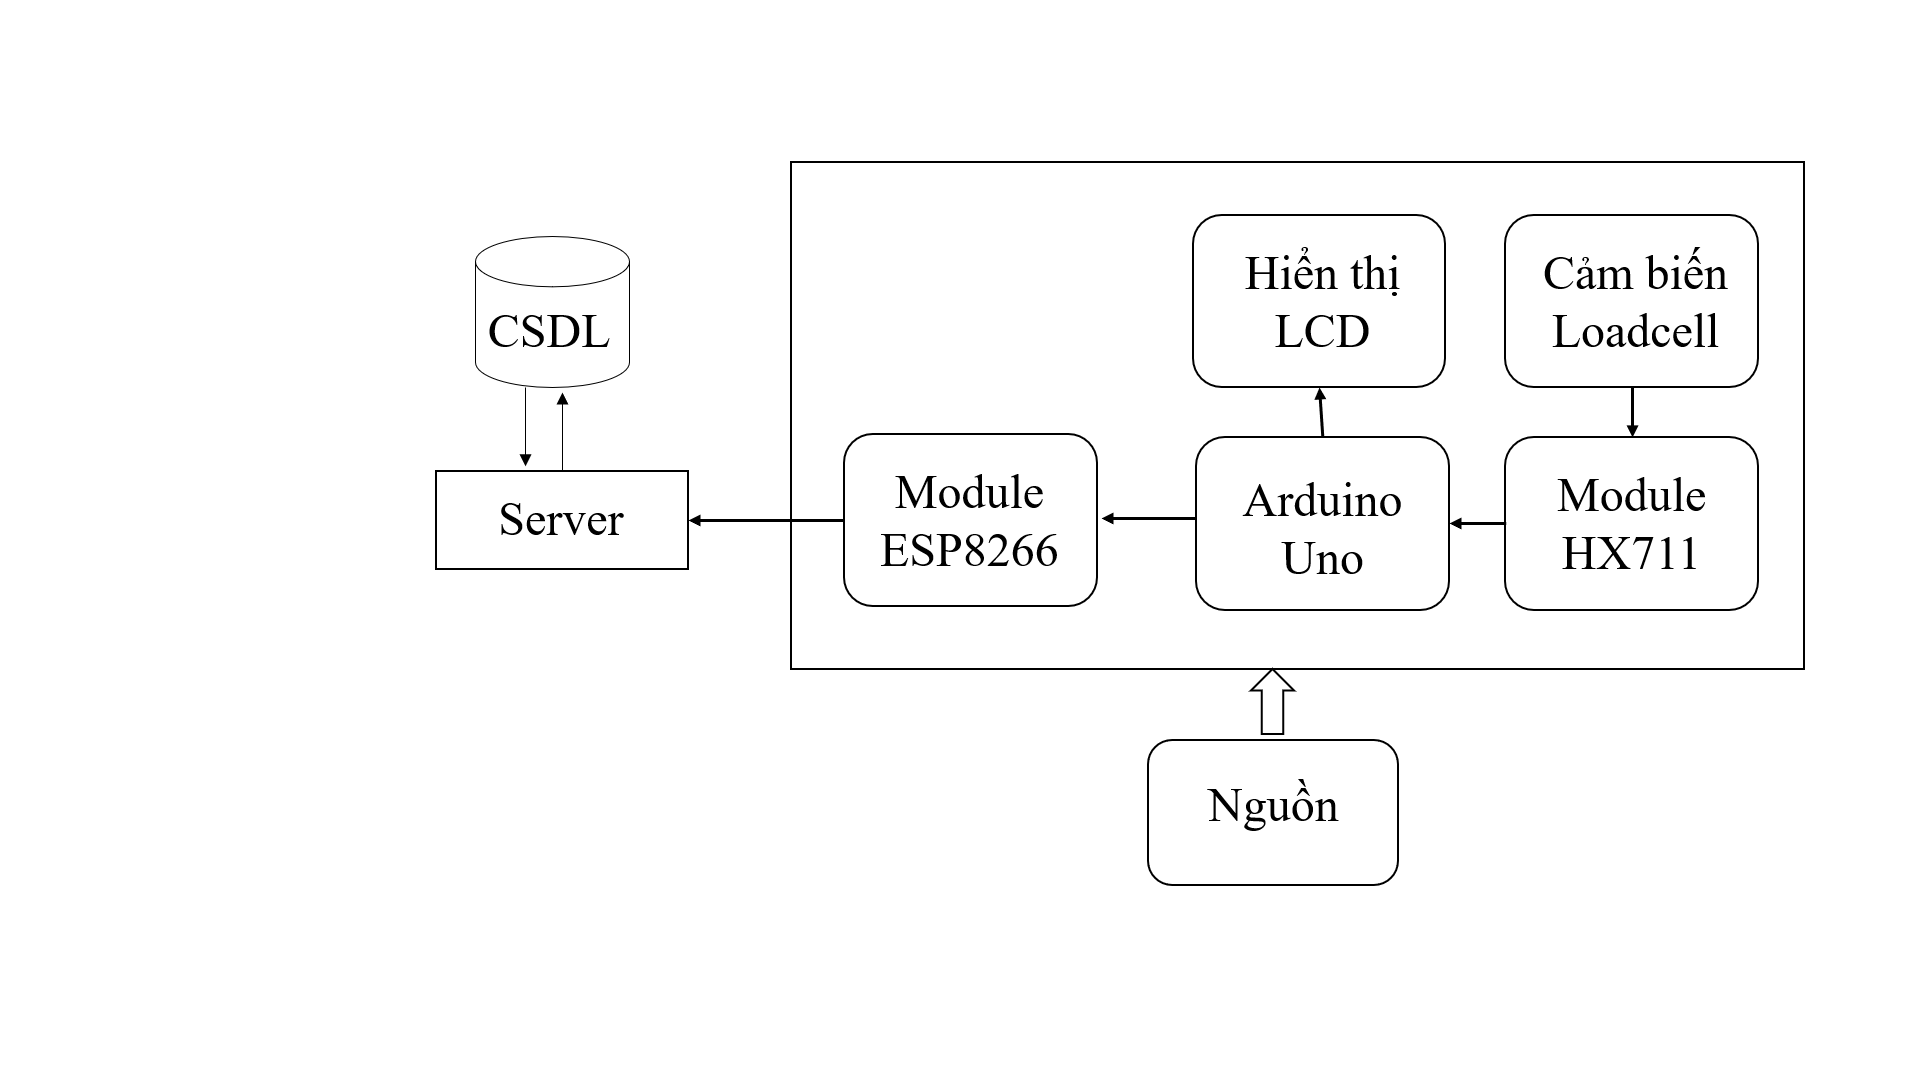 Hiển thị
LCD
Cảm biến
Loadcell
CSDL
Server
Module
ESP8266
Arduino
Uno
Module
HX711
Nguồn